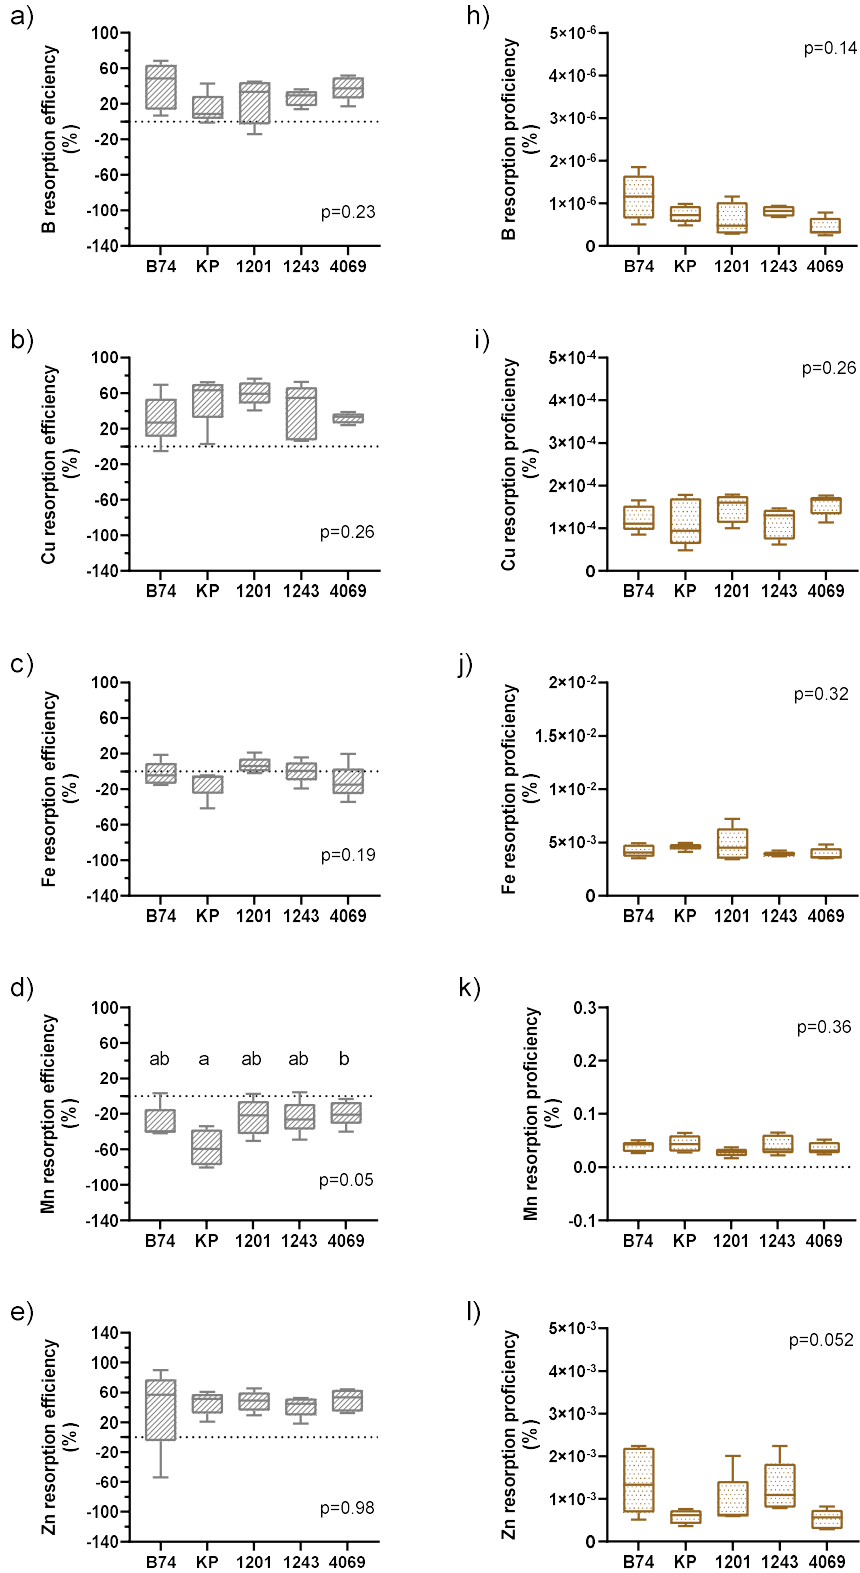 a)
B resorption efficiency
(%)
100
60
20
-20
-60
-100
-140
p=0.23
B74 KP 1201 1243 4069
h)
B resorption proficiency
(%)
5×10⁻⁶
4×10⁻⁶
3×10⁻⁶
2×10⁻⁶
1×10⁻⁶
0
p=0.14
B74 KP 1201 1243 4069
b)
Cu resorption efficiency
(%)
100
60
20
-20
-60
-100
-140
p=0.26
B74 KP 1201 1243 4069
i)
Cu resorption proficiency
(%)
5×10⁻⁴
4×10⁻⁴
3×10⁻⁴
2×10⁻⁴
1×10⁻⁴
0
p=0.26
B74 KP 1201 1243 4069
c)
Fe resorption efficiency
(%)
100
60
20
-20
-60
-100
-140
p=0.19
B74 KP 1201 1243 4069
j)
Fe resorption proficiency
(%)
2×10⁻²
1.5×10⁻²
1×10⁻²
5×10⁻³
0
p=0.32
B74 KP 1201 1243 4069
d)
Mn resorption efficiency
(%)
100
60
20
-20
-60
-100
-140
ab a ab ab b
p=0.05
B74 KP 1201 1243 4069
k)
Mn resorption proficiency
(%)
0.3
0.2
0.1
0.0
-0.1
p=0.36
B74 KP 1201 1243 4069
e)
Zn resorption efficiency
(%)
140
100
60
20
-20
-60
-100
-140
p=0.98
B74 KP 1201 1243 4069
l)
Zn resorption proficiency
(%)
5×10⁻³
4×10⁻³
3×10⁻³
2×10⁻³
1×10⁻³
0
p=0.052
B74 KP 1201 1243 4069